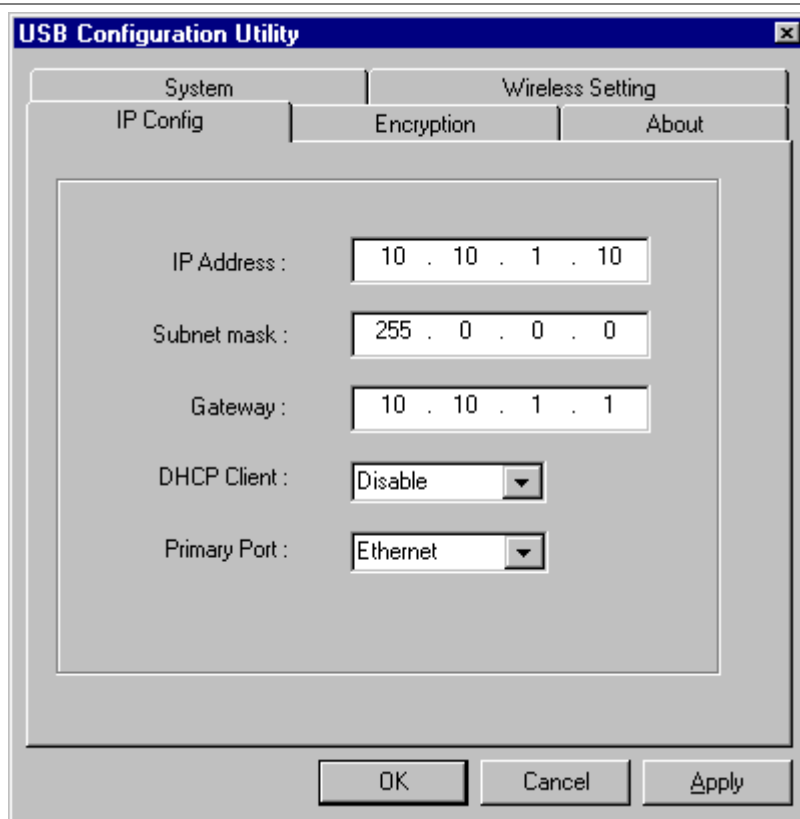 USB Configuration Utility
System Wireless Setting
IP Config Encryption About
IP Address : 10 . 10 . 1 . 10
Subnet mask : 255 . 0 . 0 . 0
Gateway : 10 . 10 . 1 . 1
DHCP Client : Disable
Primary Port : Ethernet
OK Cancel Apply